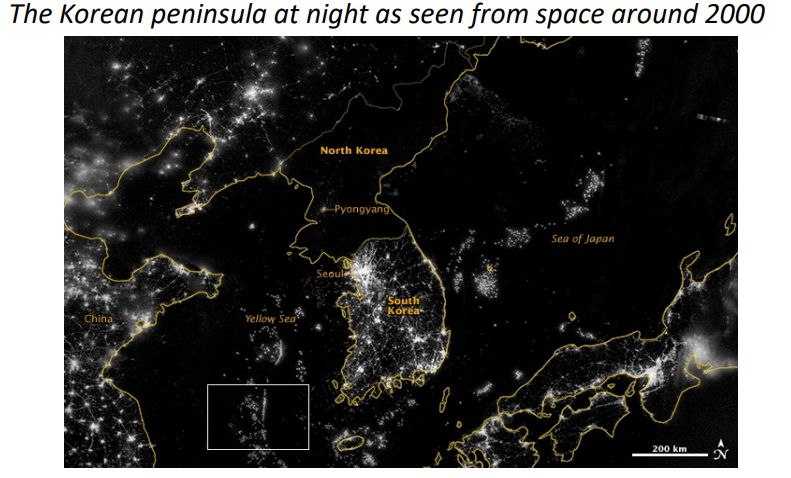 The Korean peninsula at night as seen from space around 2000
North Korea
Pyongyang
Sea of Japan
Seoul
South
Korea
China
Yellow Sea
200 km
N